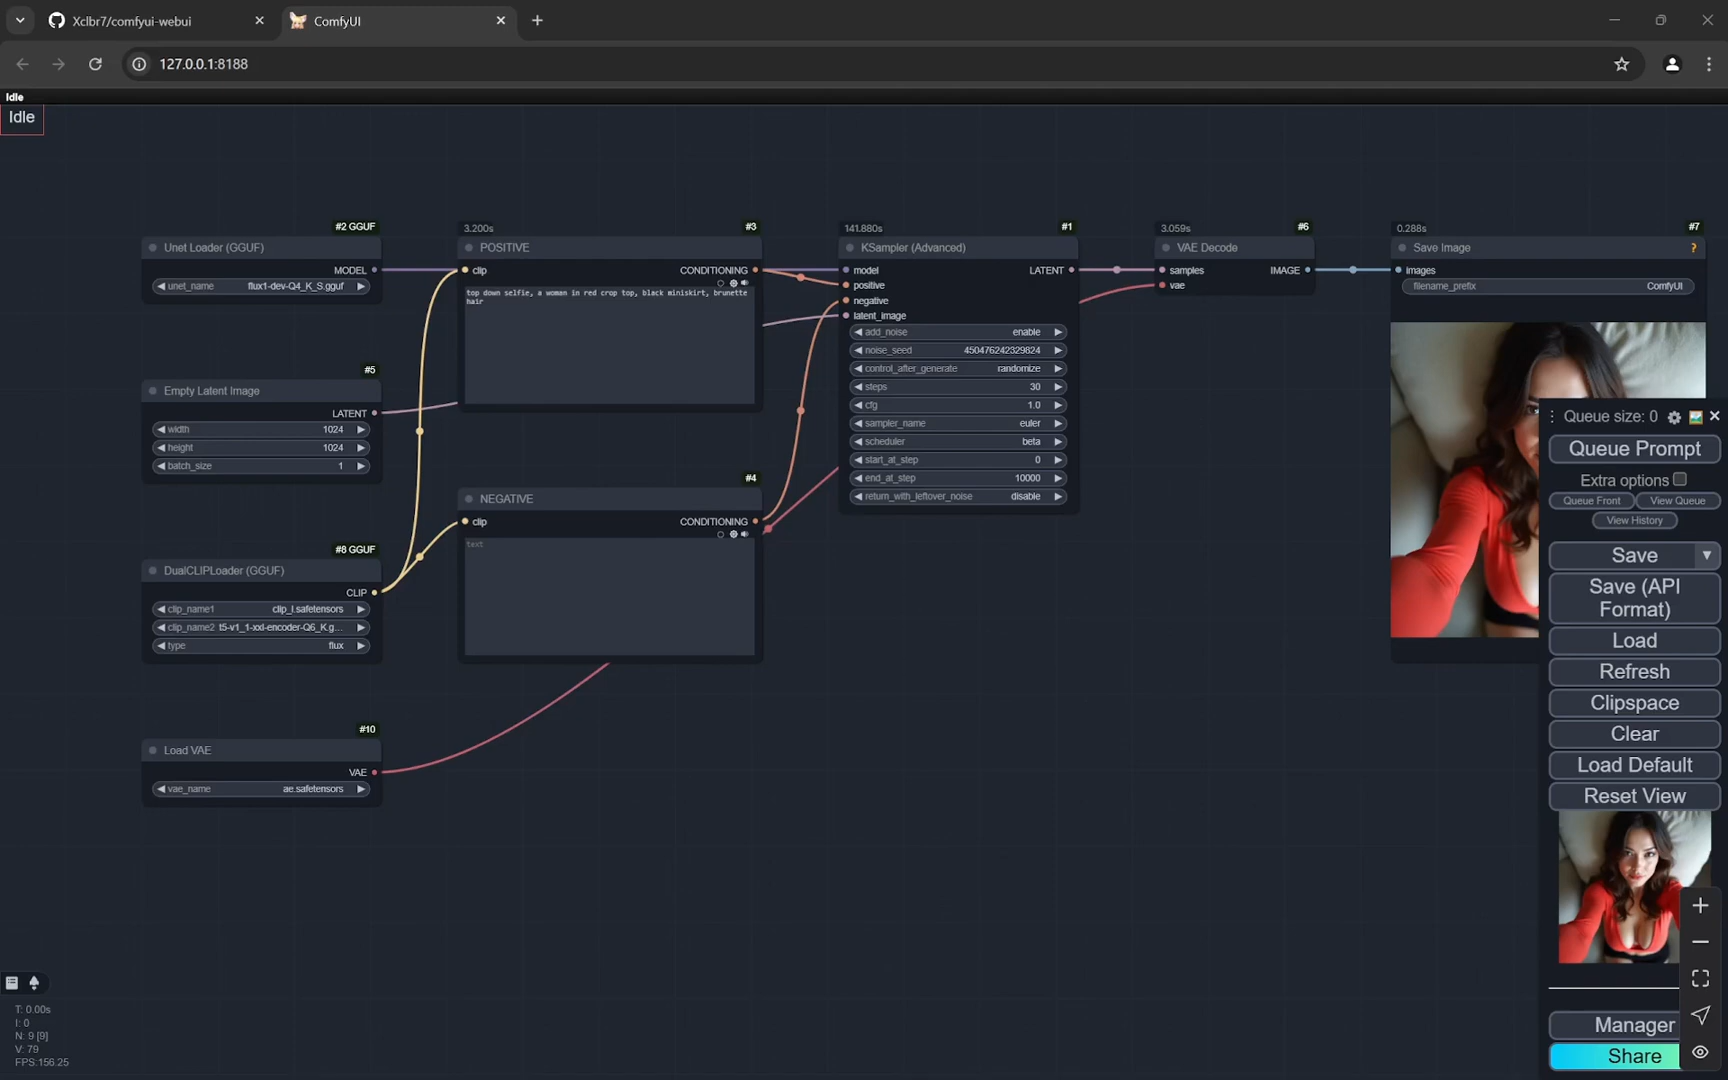 Xclbr7/comfyui-webui
ComfyUI
127.0.0.1:8188
Idle
Idle
#2 GGUF
Unet Loader (GGUF)
MODEL
unet_name flux1-dev-Q4_K_S.gguf
#5
Empty Latent Image
LATENT
width 1024
height 1024
batch_size 1
#8 GGUF
DualCLIPLoader (GGUF)
CLIP
clip_name1 clip_l.safetensors
clip_name2 t5-v1_1-xxl-encoder-Q6_K.g...
type flux
#10
Load VAE
VAE
vae_name ae.safetensors
3.200s #3
POSITIVE
clip CONDITIONING
top down selfie, a woman in red crop top, black miniskirt, brunette
hair
#4
NEGATIVE
clip CONDITIONING
text
141.880s #1
KSampler (Advanced)
model LATENT
positive
negative
latent_image
add_noise enable
noise_seed 450476242329824
control_after_generate randomize
steps 30
cfg 1.0
sampler_name euler
scheduler beta
start_at_step 0
end_at_step 10000
return_with_leftover_noise disable
3.059s #6
VAE Decode
samples IMAGE
vae
0.288s #7
Save Image ?
images
filename_prefix ComfyUI
Queue size: 0
Queue Prompt
Extra options
Queue Front View Queue
View History
Save
Save (API
Format)
Load
Refresh
Clipspace
Clear
Load Default
Reset View
Manager
Share
T: 0.00s
I: 0
N: 9 [9]
V: 79
FPS:156.25